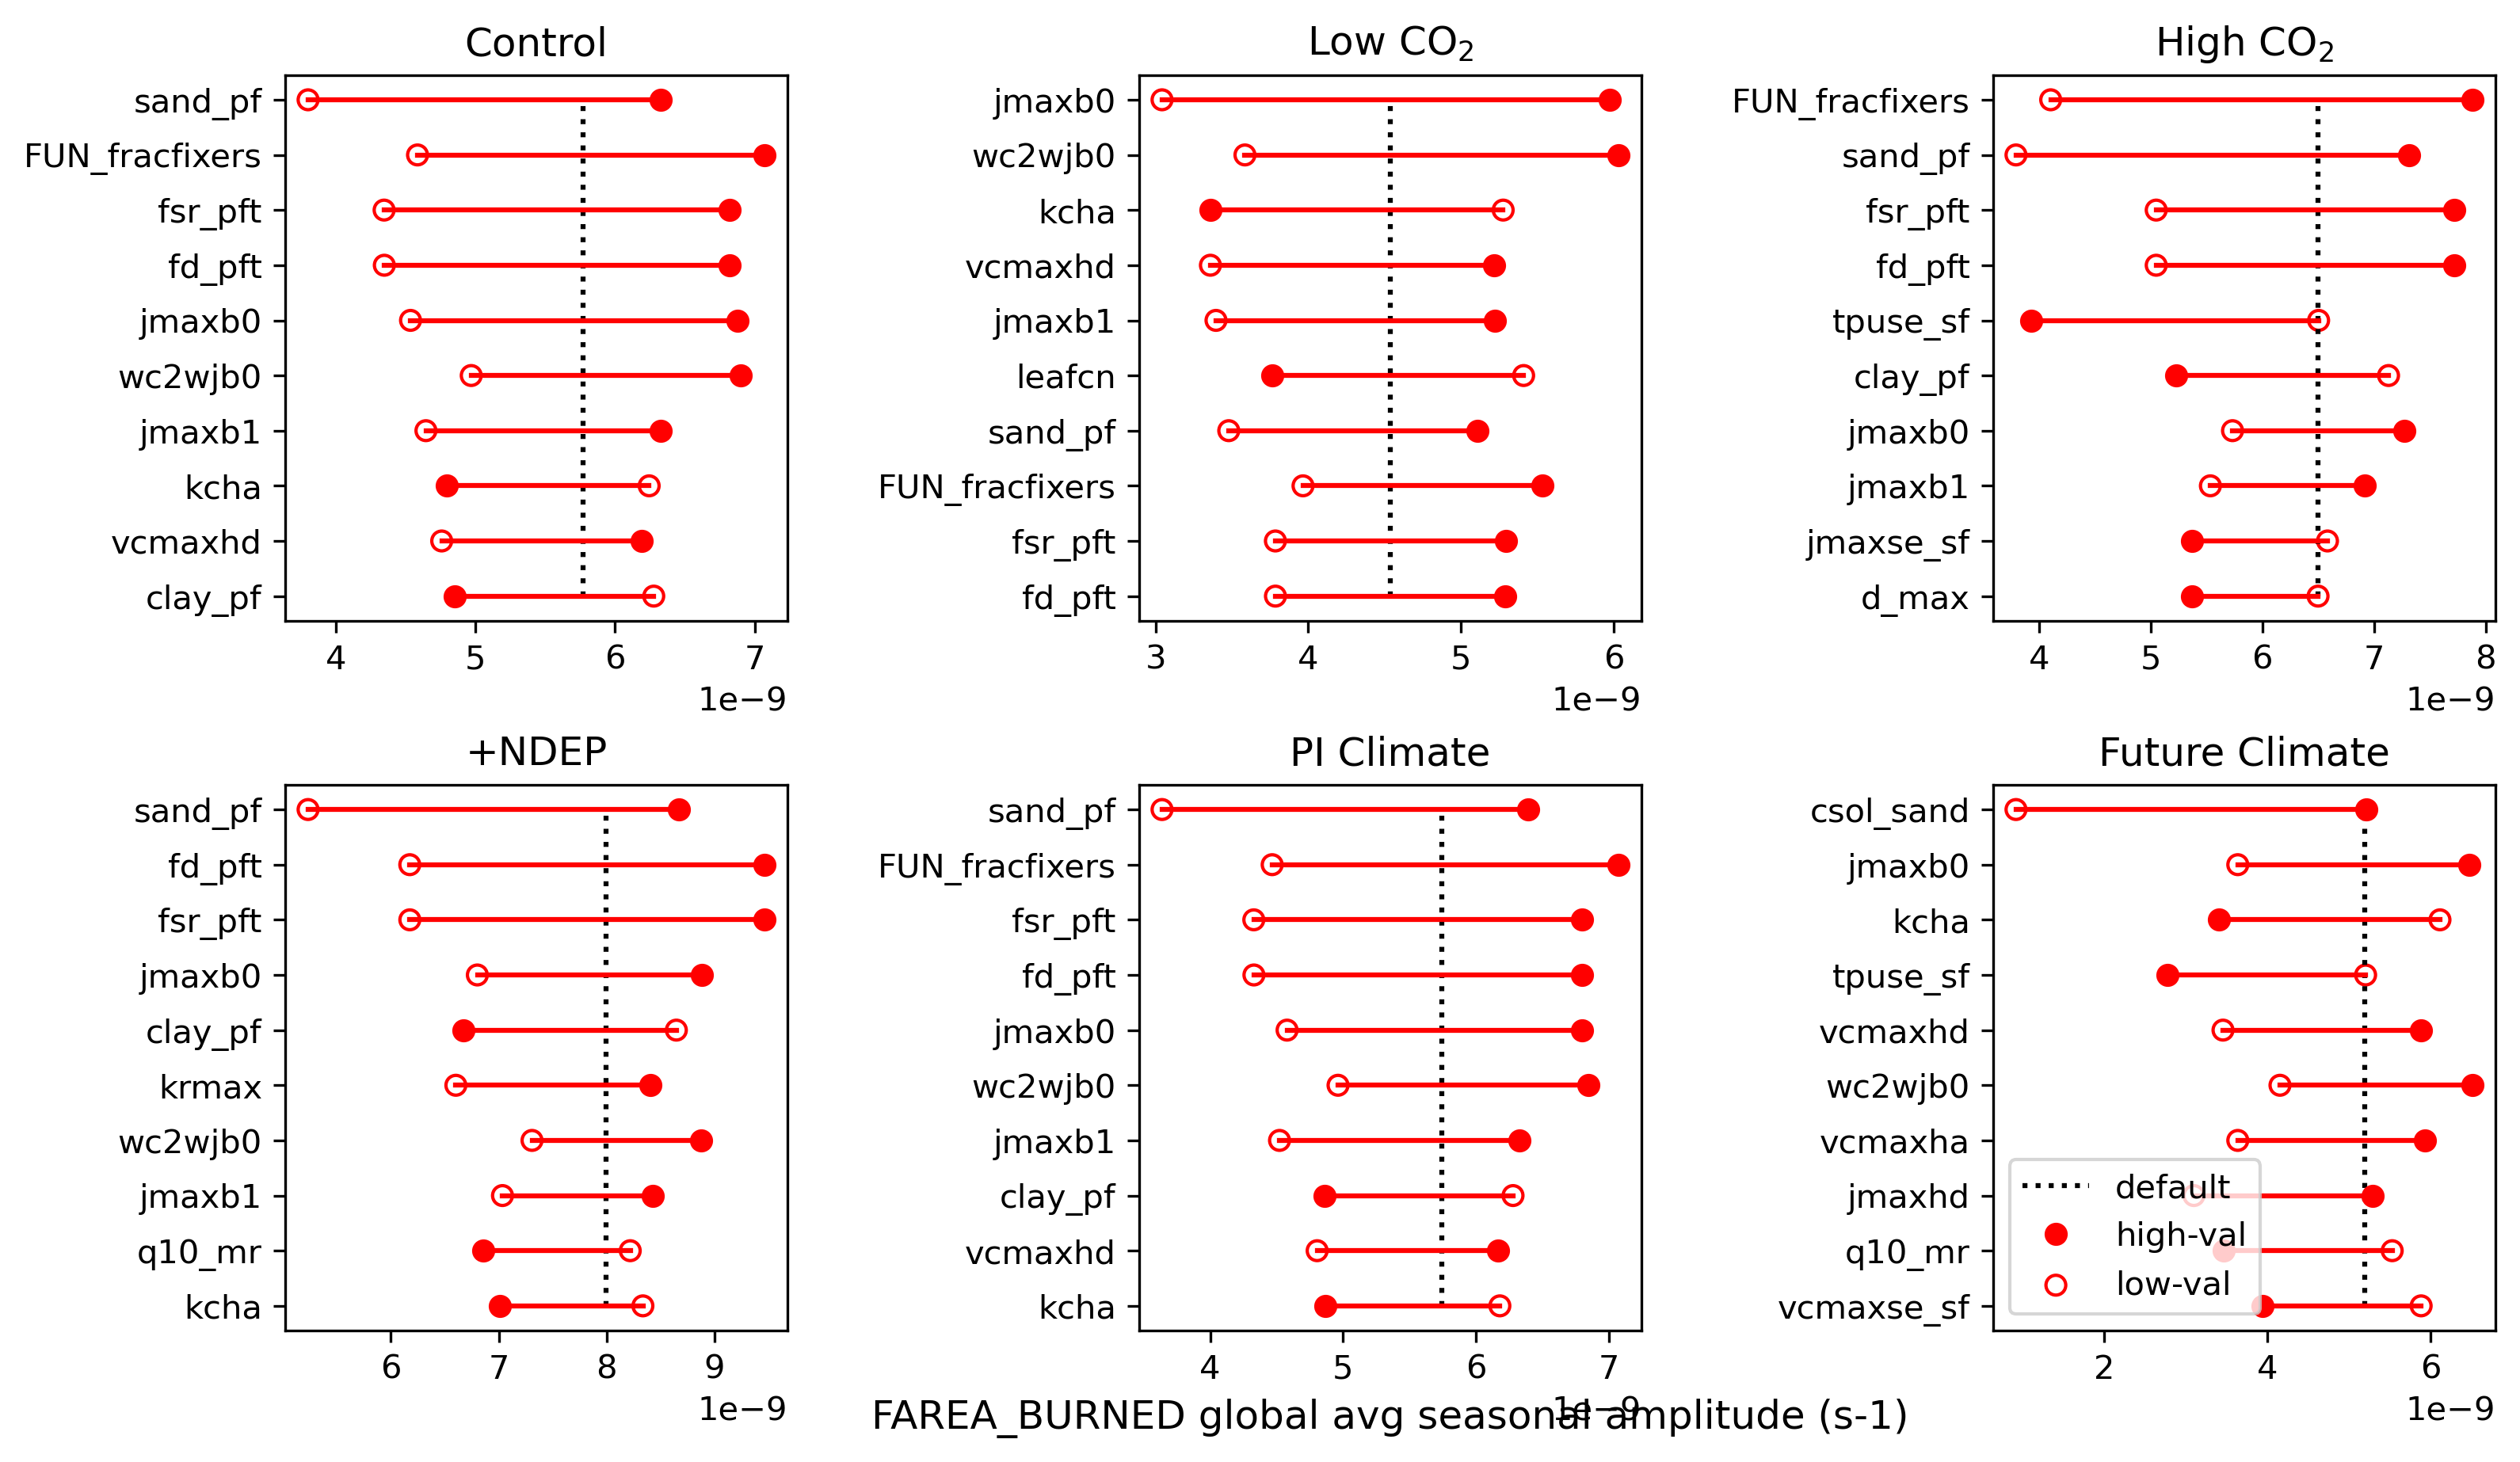 Control
sand_pf
FUN_fracfixers
fsr_pft
fd_pft
jmaxb0
wc2wjb0
jmaxb1
kcha
vcmaxhd
clay_pf
4 5 6 7
1e−9
Low CO₂
jmaxb0
wc2wjb0
kcha
vcmaxhd
jmaxb1
leafcn
sand_pf
FUN_fracfixers
fsr_pft
fd_pft
3 4 5 6
1e−9
High CO₂
FUN_fracfixers
sand_pf
fsr_pft
fd_pft
tpuse_sf
clay_pf
jmaxb0
jmaxb1
jmaxse_sf
d_max
4 5 6 7 8
1e−9
+NDEP
sand_pf
fd_pft
fsr_pft
jmaxb0
clay_pf
krmax
wc2wjb0
jmaxb1
q10_mr
kcha
6 7 8 9
1e−9
PI Climate
sand_pf
FUN_fracfixers
fsr_pft
fd_pft
jmaxb0
wc2wjb0
jmaxb1
clay_pf
vcmaxhd
kcha
4 5 6 7
1e−9
Future Climate
csol_sand
jmaxb0
kcha
tpuse_sf
vcmaxhd
wc2wjb0
vcmaxha
jmaxhd
q10_mr
vcmaxse_sf
default
high-val
low-val
2 4 6
1e−9
FAREA_BURNED global avg seasonal amplitude (s-1)